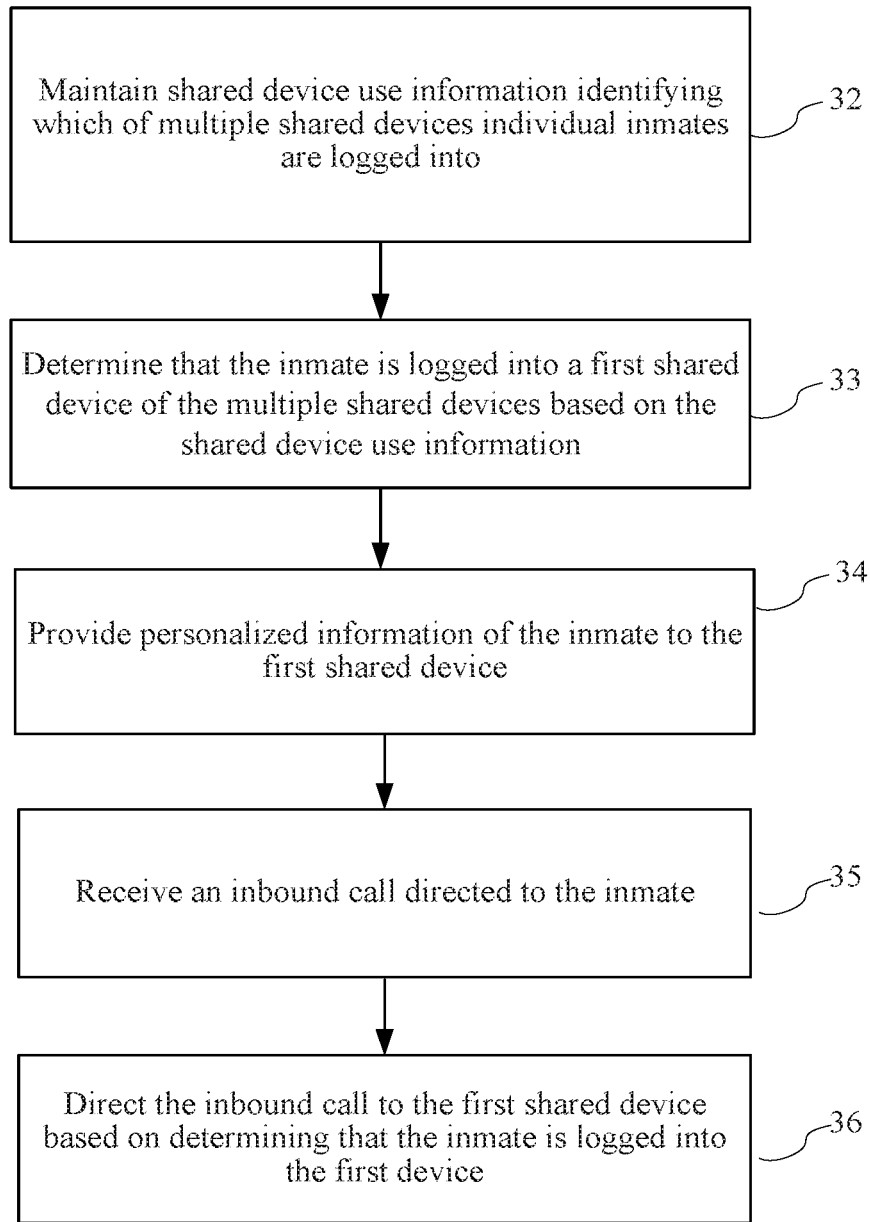 Maintain shared device use information identifying
which of multiple shared devices individual inmates
are logged into
32
Determine that the inmate is logged into a first shared
device of the multiple shared devices based on the
shared device use information
33
Provide personalized information of the inmate to the
first shared device
34
Receive an inbound call directed to the inmate
35
Direct the inbound call to the first shared device
based on determining that the inmate is logged into
the first device
36